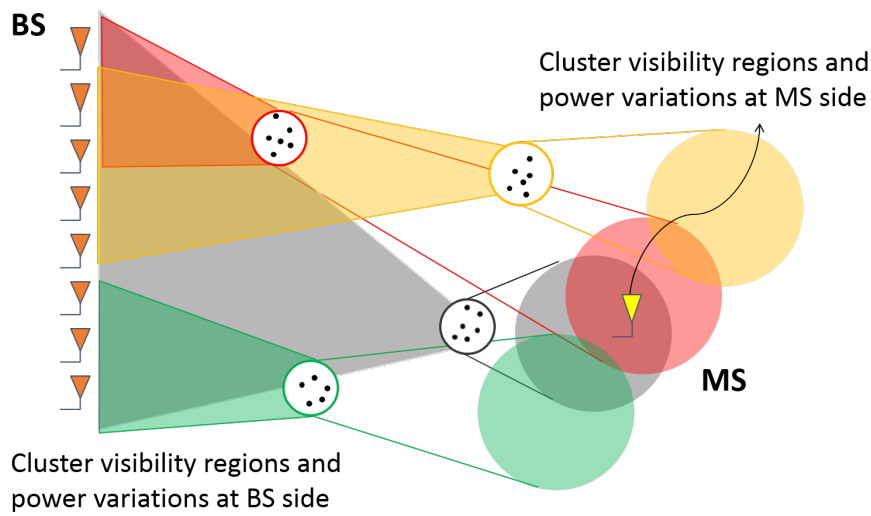 BS
Cluster visibility regions and
power variations at MS side
MS
Cluster visibility regions and
power variations at BS side